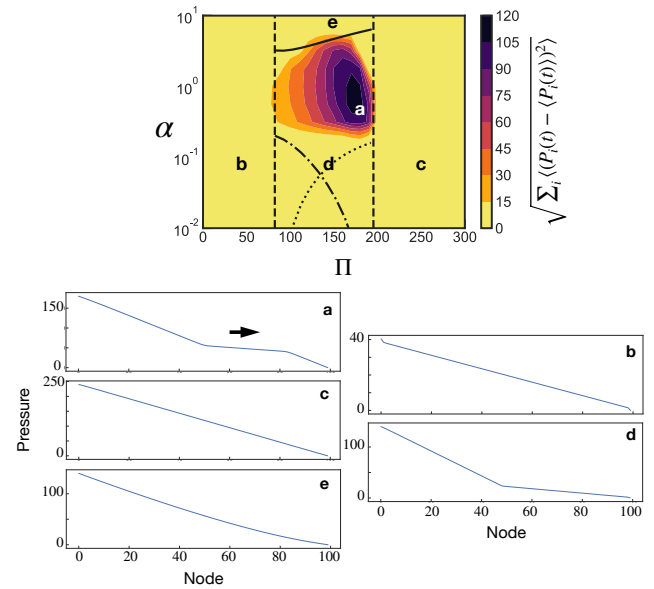 10^1
10^0
10^-1
10^-2
α
e
a
b
d
c
0 50 100 150 200 250 300
Π
120
105
90
75
60
45
30
15
0
√∑_i ⟨(P_i(t) − ⟨P_i(t)⟩)^2⟩
150
0
a
250
0
c
100
0
e
0 20 40 60 80 100
Node
Pressure
40
0
b
100
0
d
0 20 40 60 80 100
Node